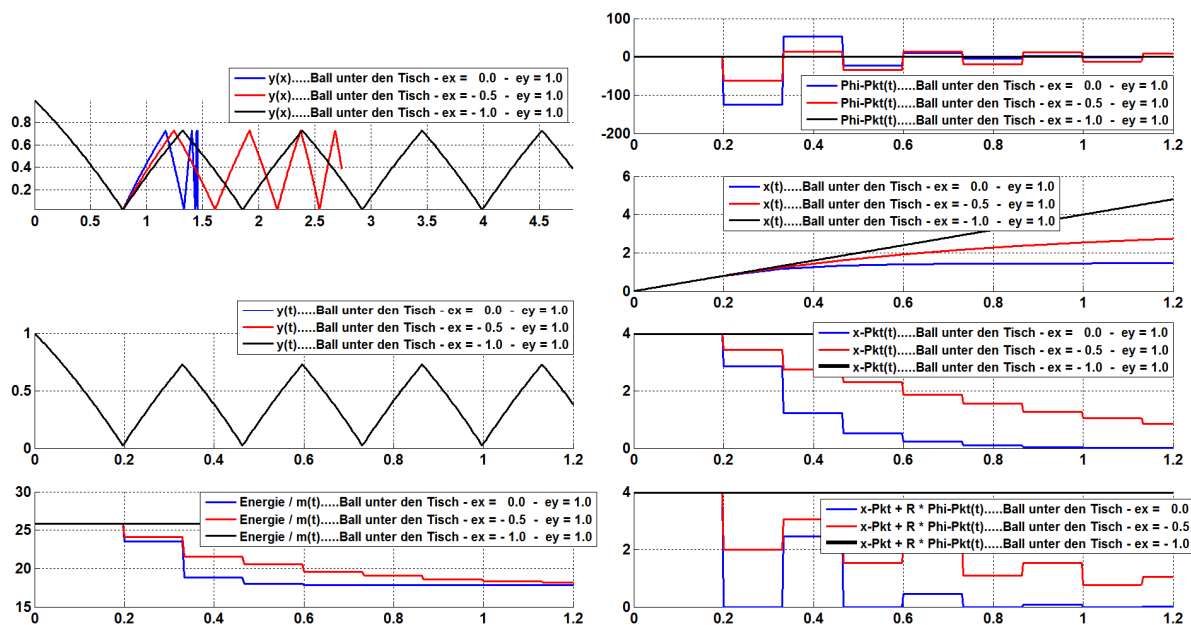 y(x).....Ball unter den Tisch - ex = 0.0 - ey = 1.0
y(x).....Ball unter den Tisch - ex = - 0.5 - ey = 1.0
y(x).....Ball unter den Tisch - ex = - 1.0 - ey = 1.0
0.8
0.6
0.4
0.2
0 0.5 1 1.5 2 2.5 3 3.5 4 4.5
y(t).....Ball unter den Tisch - ex = 0.0 - ey = 1.0
y(t).....Ball unter den Tisch - ex = - 0.5 - ey = 1.0
y(t).....Ball unter den Tisch - ex = - 1.0 - ey = 1.0
1
0.5
0
0 0.2 0.4 0.6 0.8 1 1.2
Energie / m(t).....Ball unter den Tisch - ex = 0.0 - ey = 1.0
Energie / m(t).....Ball unter den Tisch - ex = - 0.5 - ey = 1.0
Energie / m(t).....Ball unter den Tisch - ex = - 1.0 - ey = 1.0
30
25
20
15
0 0.2 0.4 0.6 0.8 1 1.2
100
0
-100
-200
Phi-Pkt(t).....Ball unter den Tisch - ex = 0.0 - ey = 1.0
Phi-Pkt(t).....Ball unter den Tisch - ex = - 0.5 - ey = 1.0
Phi-Pkt(t).....Ball unter den Tisch - ex = - 1.0 - ey = 1.0
0 0.2 0.4 0.6 0.8 1 1.2
x(t).....Ball unter den Tisch - ex = 0.0 - ey = 1.0
x(t).....Ball unter den Tisch - ex = - 0.5 - ey = 1.0
x(t).....Ball unter den Tisch - ex = - 1.0 - ey = 1.0
6
4
2
0
0 0.2 0.4 0.6 0.8 1 1.2
x-Pkt(t).....Ball unter den Tisch - ex = 0.0 - ey = 1.0
x-Pkt(t).....Ball unter den Tisch - ex = - 0.5 - ey = 1.0
x-Pkt(t).....Ball unter den Tisch - ex = - 1.0 - ey = 1.0
4
2
0
0 0.2 0.4 0.6 0.8 1 1.2
x-Pkt + R * Phi-Pkt(t).....Ball unter den Tisch - ex = 0.0
x-Pkt + R * Phi-Pkt(t).....Ball unter den Tisch - ex = - 0.5
x-Pkt + R * Phi-Pkt(t).....Ball unter den Tisch - ex = - 1.0
4
2
0
0 0.2 0.4 0.6 0.8 1 1.2